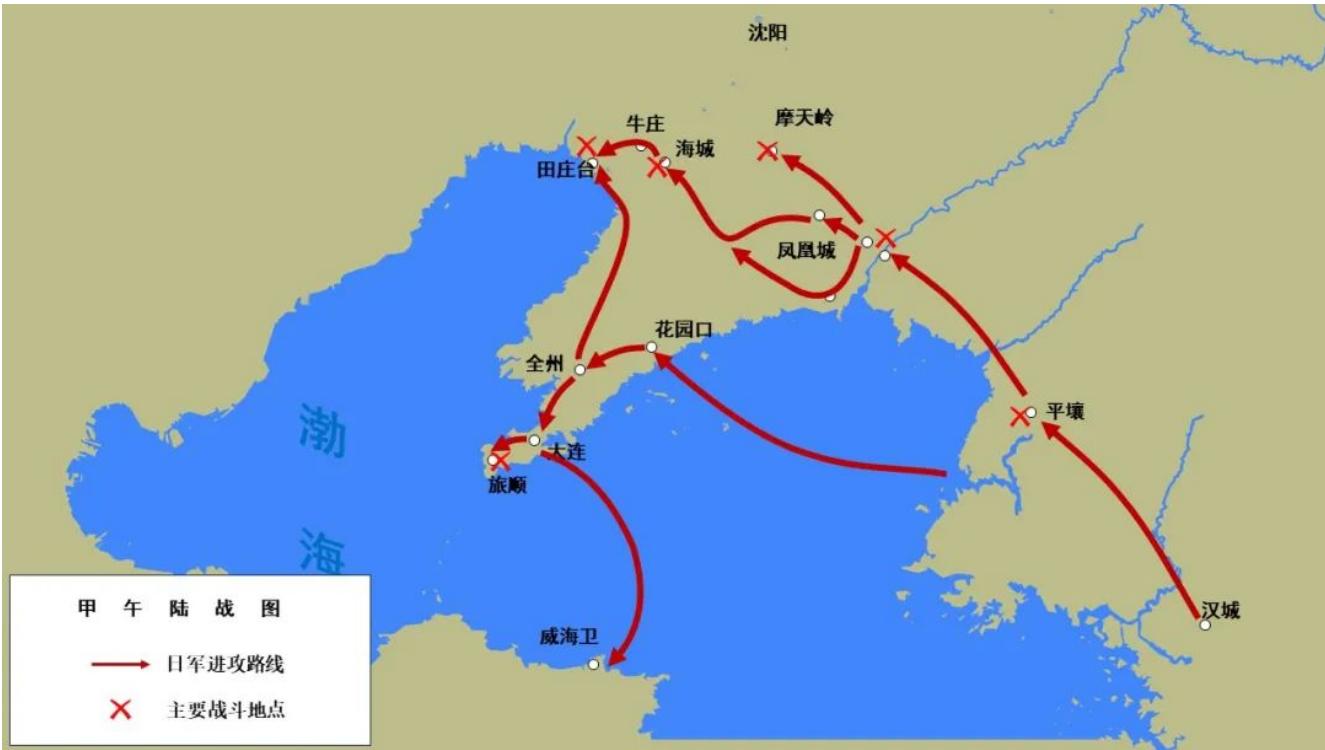 沈阳
摩天岭
牛庄
海城
田庄台
凤凰城
花园口
全州
平壤
大连
旅顺
渤
海
汉城
威海卫
甲午陆战图
日军进攻路线
主要战斗地点